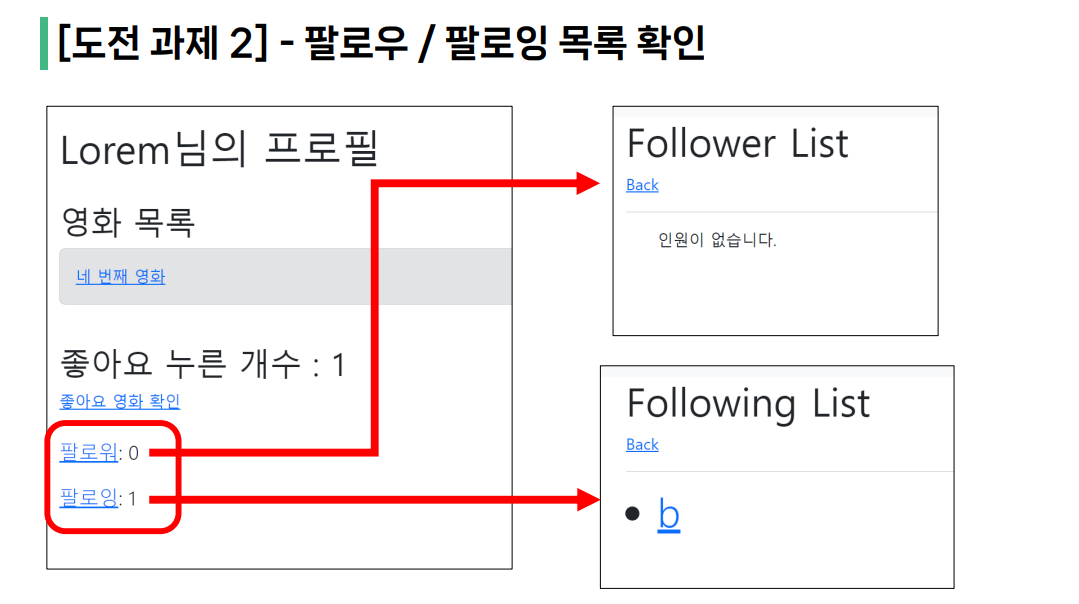 [도전 과제 2] - 팔로우 / 팔로잉 목록 확인
Lorem님의 프로필
영화 목록
네 번째 영화
좋아요 누른 개수 : 1
좋아요 영화 확인
팔로워: 0
팔로잉: 1
Follower List
Back
인원이 없습니다.
Following List
Back
• b